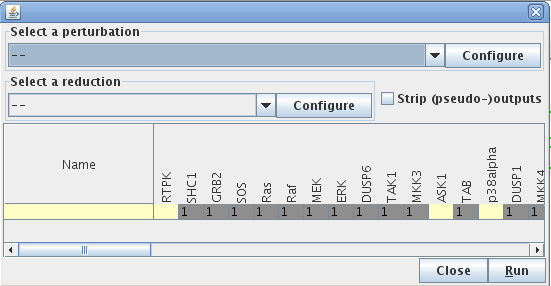 Select a perturbation
--
Configure
Select a reduction
--
Configure
Strip (pseudo-)outputs
Name
RTPK
SHC1
GRB2
SOS
Ras
Raf
MEK
ERK
DUSP6
TAK1
MKK3
ASK1
TAB
p38alpha
DUSP1
MKK4
1 1 1 1 1 1 1 1 1 1 1 1 1
Close
Run